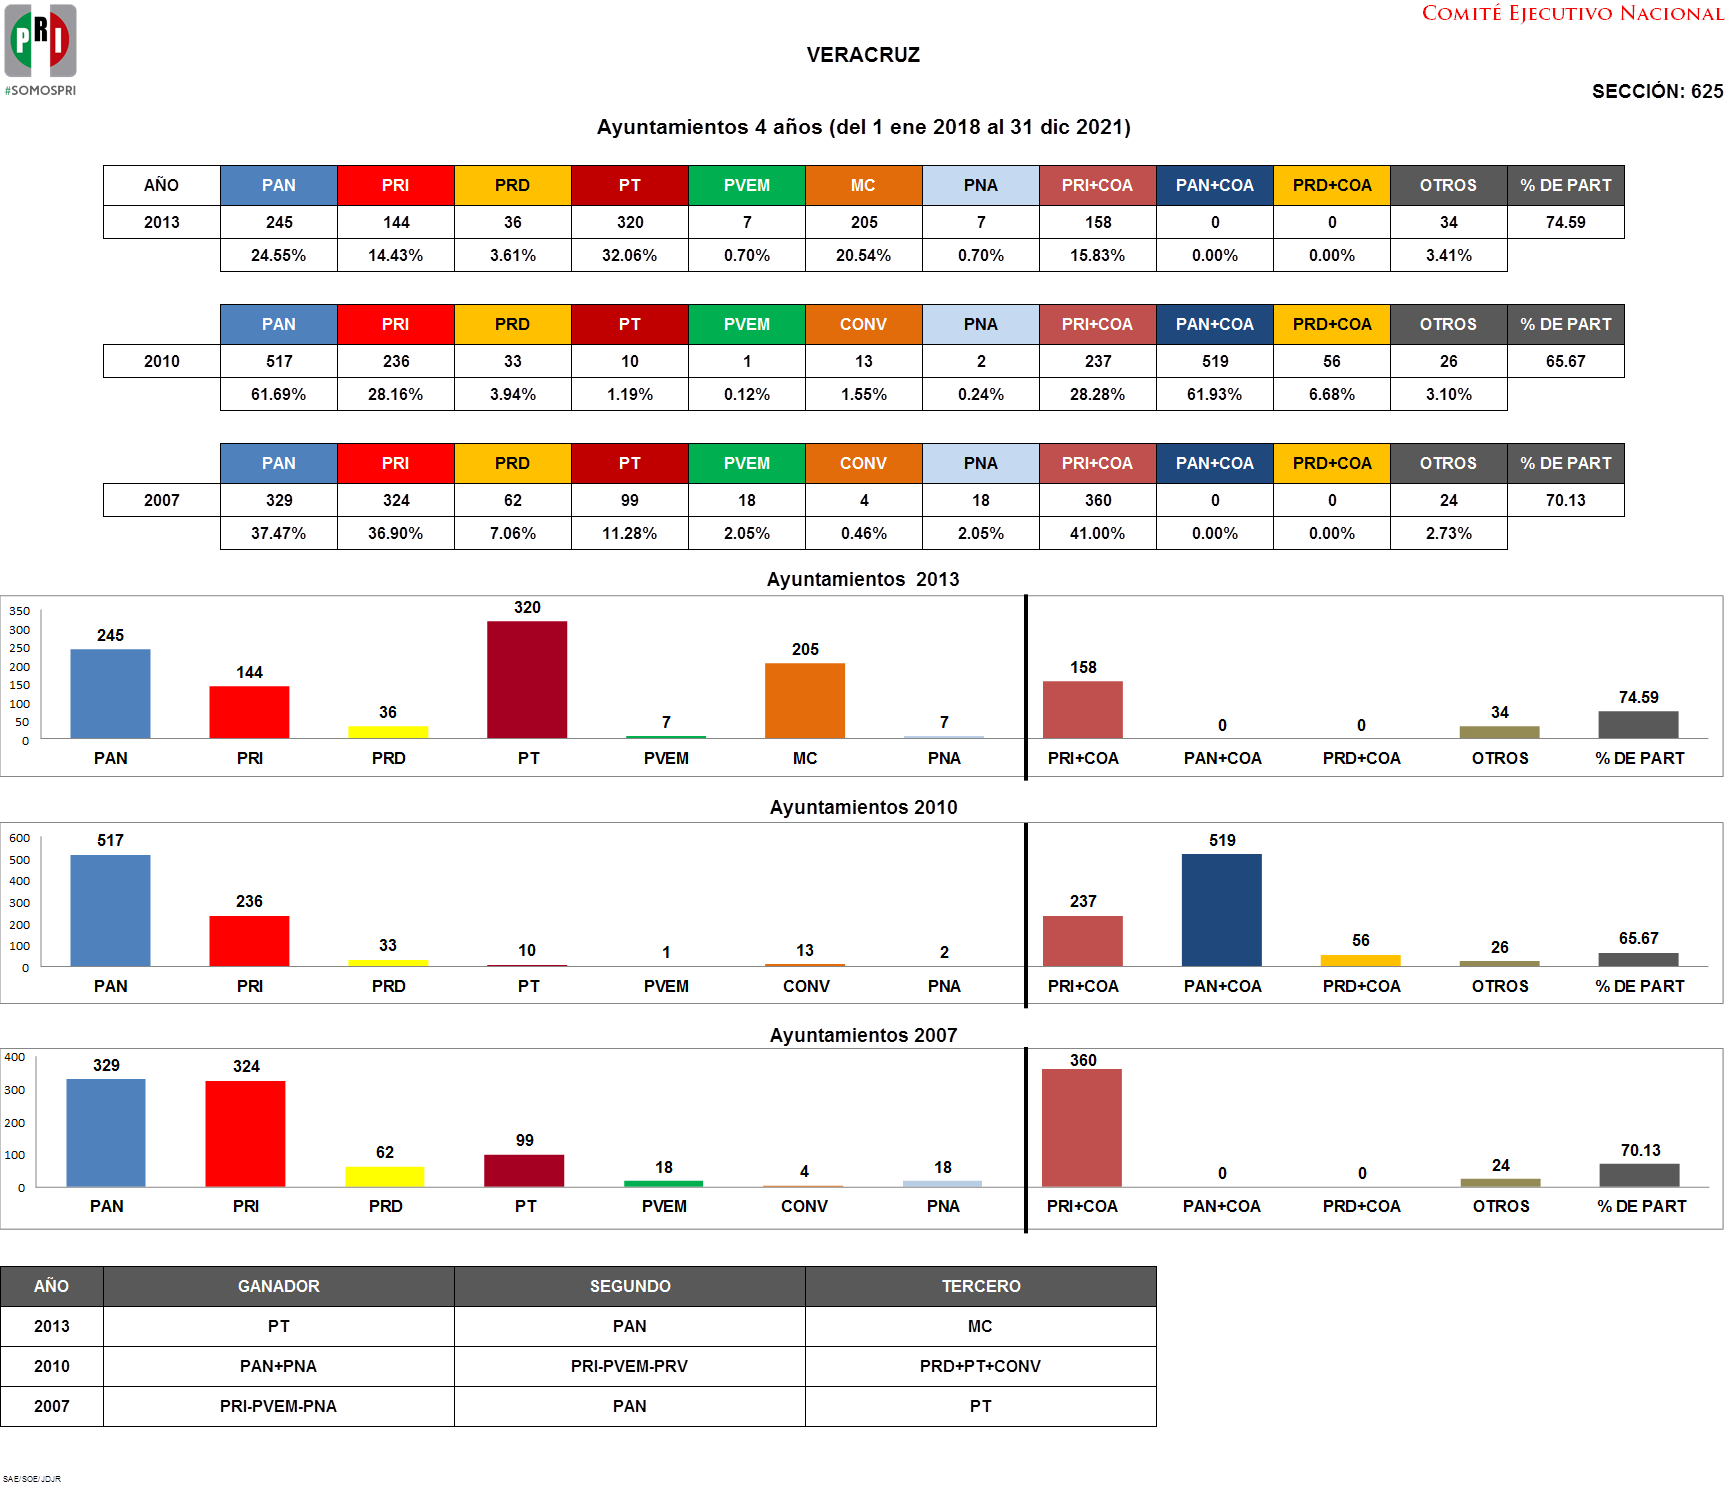 PRI
#SOMOSPRI
COMITÉ EJECUTIVO NACIONAL
VERACRUZ
SECCIÓN: 625
Ayuntamientos 4 años (del 1 ene 2018 al 31 dic 2021)
AÑO PAN PRI PRD PT PVEM MC PNA PRI+COA PAN+COA PRD+COA OTROS % DE PART
2013 245 144 36 320 7 205 7 158 0 0 34 74.59
24.55% 14.43% 3.61% 32.06% 0.70% 20.54% 0.70% 15.83% 0.00% 0.00% 3.41%
PAN PRI PRD PT PVEM CONV PNA PRI+COA PAN+COA PRD+COA OTROS % DE PART
2010 517 236 33 10 1 13 2 237 519 56 26 65.67
61.69% 28.16% 3.94% 1.19% 0.12% 1.55% 0.24% 28.28% 61.93% 6.68% 3.10%
PAN PRI PRD PT PVEM CONV PNA PRI+COA PAN+COA PRD+COA OTROS % DE PART
2007 329 324 62 99 18 4 18 360 0 0 24 70.13
37.47% 36.90% 7.06% 11.28% 2.05% 0.46% 2.05% 41.00% 0.00% 0.00% 2.73%
Ayuntamientos 2013
350
300
250
200
150
100
50
0
245 144 36 320 7 205 7 158 0 0 34 74.59
PAN PRI PRD PT PVEM MC PNA PRI+COA PAN+COA PRD+COA OTROS % DE PART
Ayuntamientos 2010
600
500
400
300
200
100
0
517 236 33 10 1 13 2 237 519 56 26 65.67
PAN PRI PRD PT PVEM CONV PNA PRI+COA PAN+COA PRD+COA OTROS % DE PART
Ayuntamientos 2007
400
300
200
100
0
329 324 62 99 18 4 18 360 0 0 24 70.13
PAN PRI PRD PT PVEM CONV PNA PRI+COA PAN+COA PRD+COA OTROS % DE PART
AÑO GANADOR SEGUNDO TERCERO
2013 PT PAN MC
2010 PAN+PNA PRI-PVEM-PRV PRD+PT+CONV
2007 PRI-PVEM-PNA PAN PT
SAE/SOE/JDJR